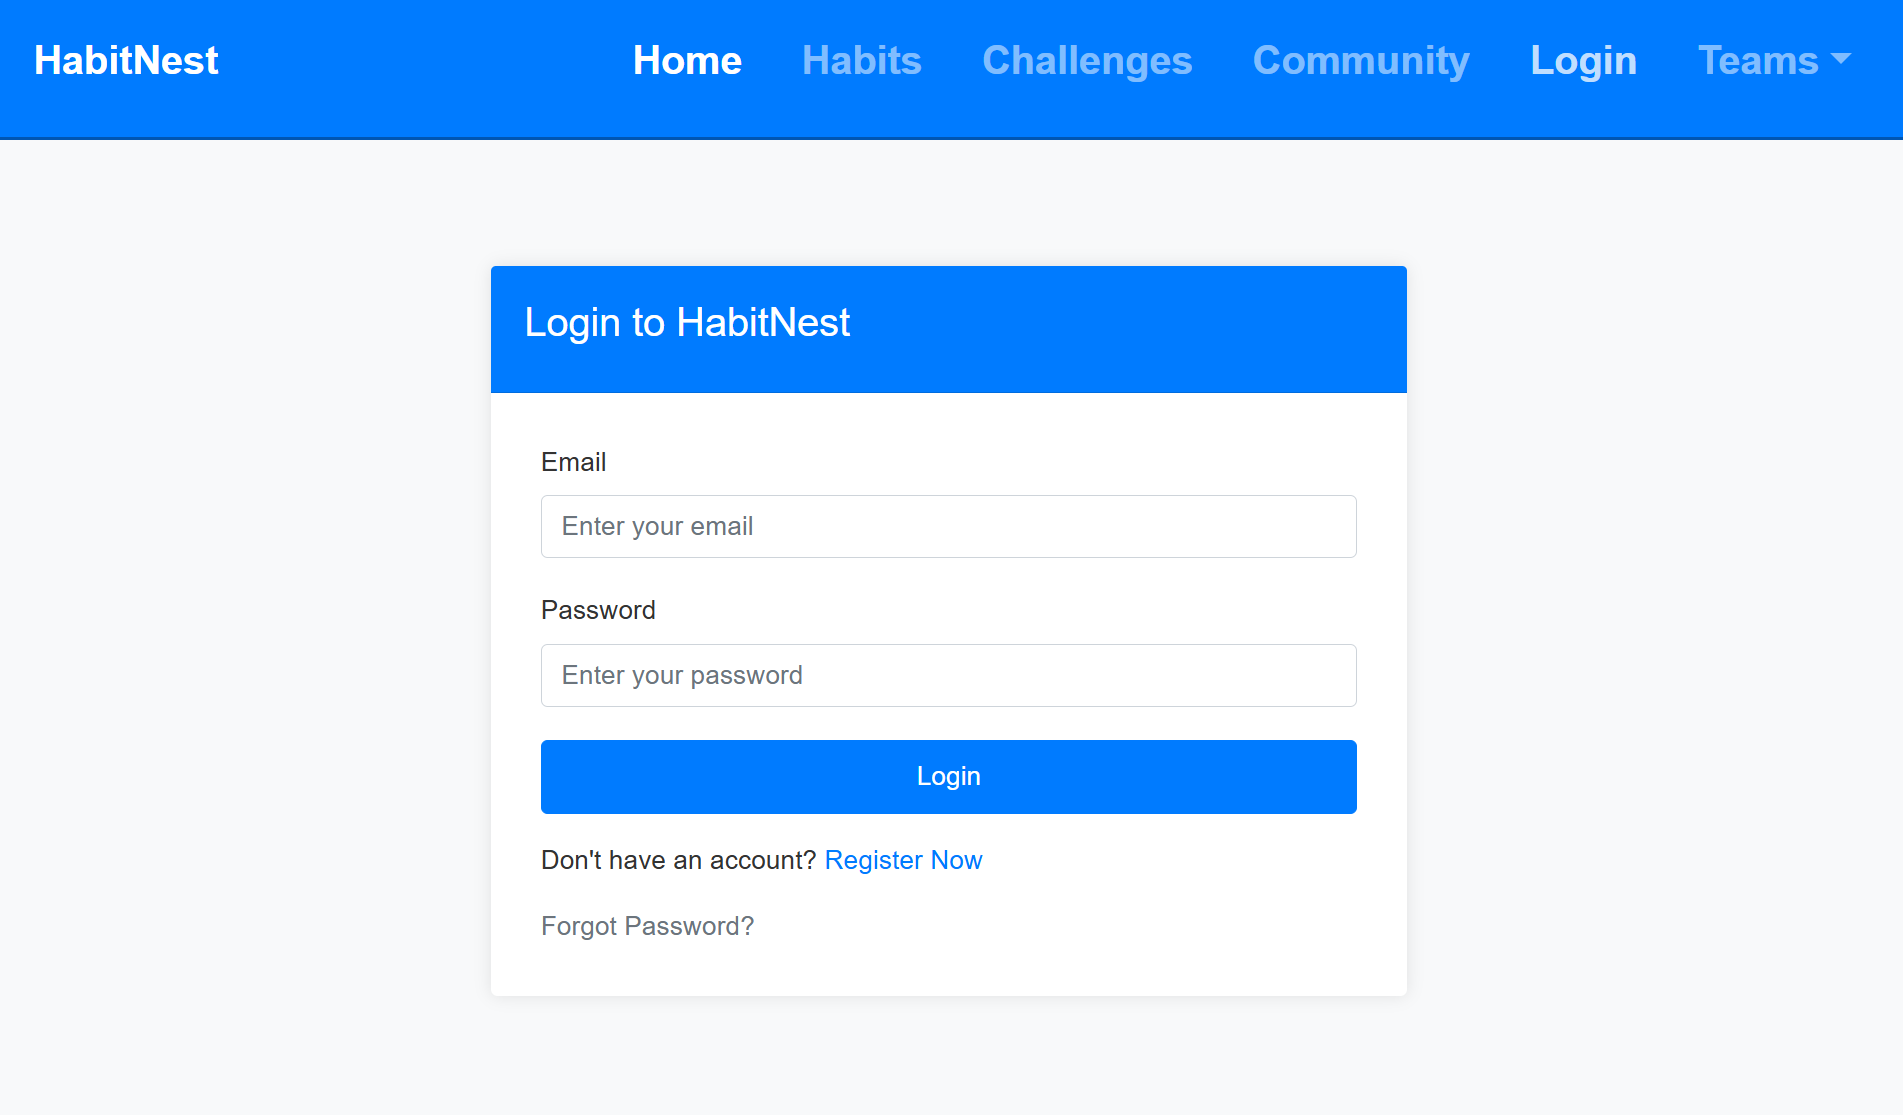 HabitNest Home Habits Challenges Community Login Teams
Login to HabitNest
Email
Enter your email
Password
Enter your password
Login
Don't have an account? Register Now
Forgot Password?